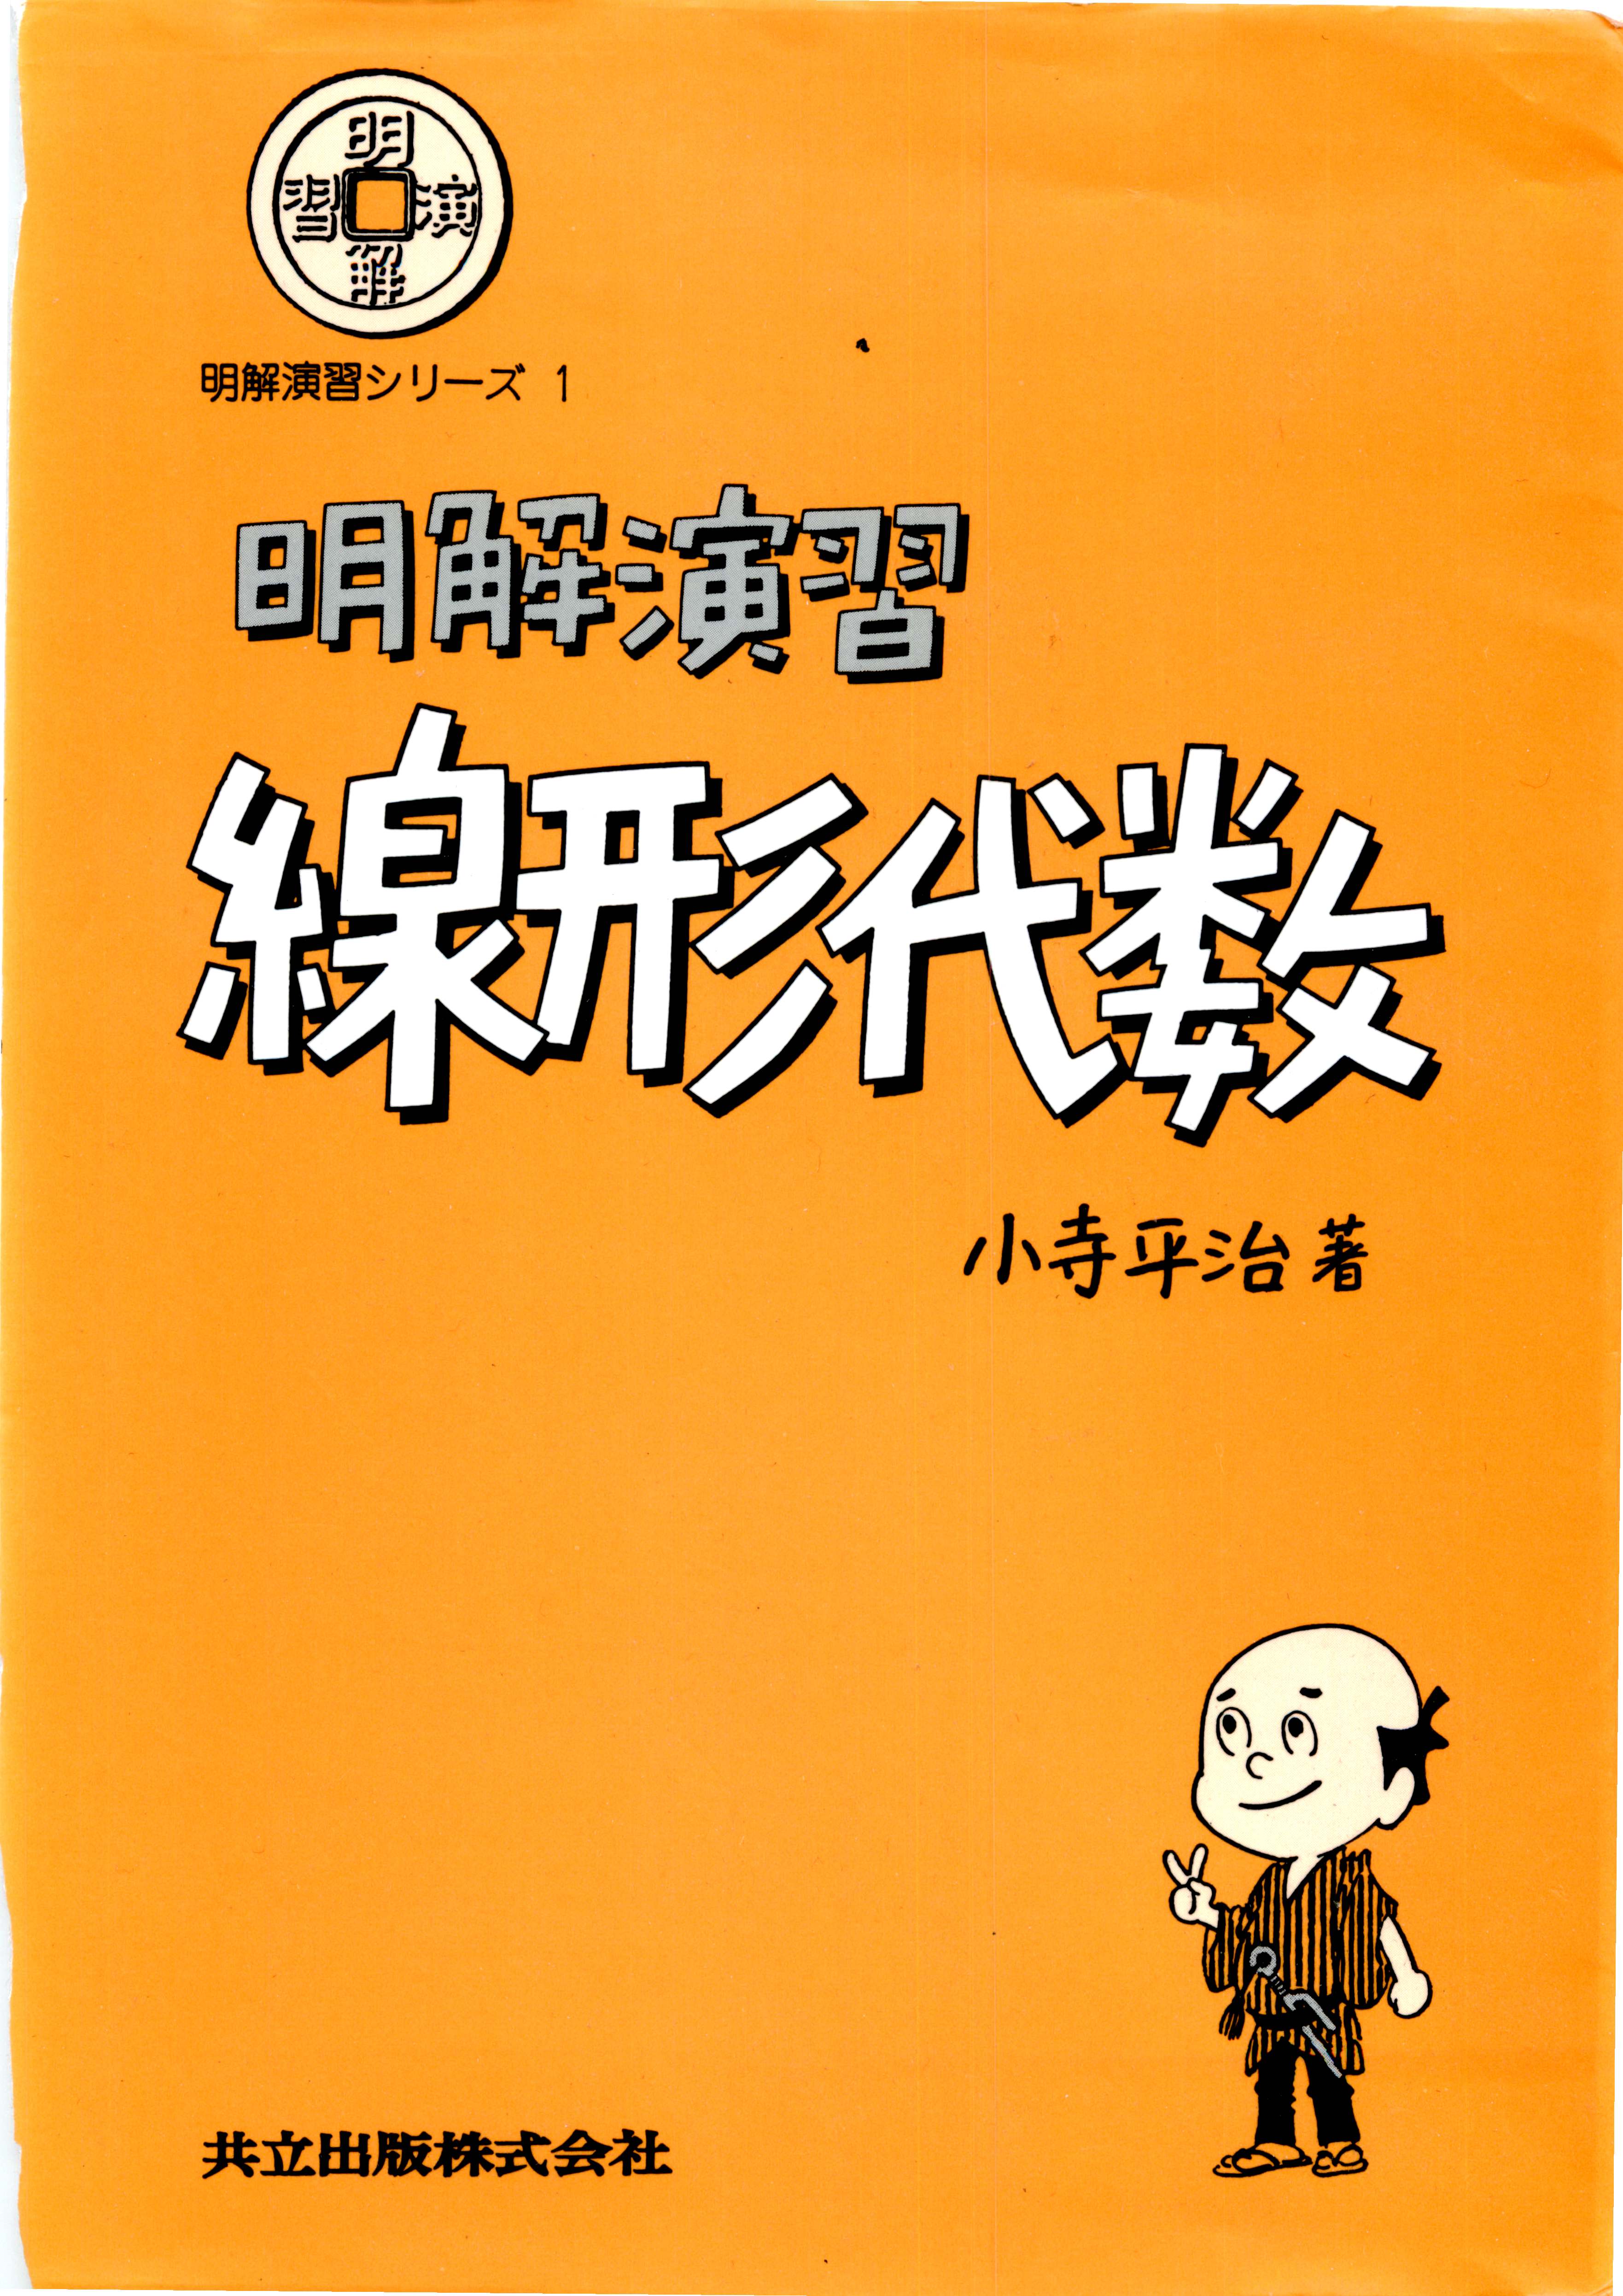 明
習 演
解
明解演習シリーズ 1
明解演習
線形代数
小寺平治 著
共立出版株式会社